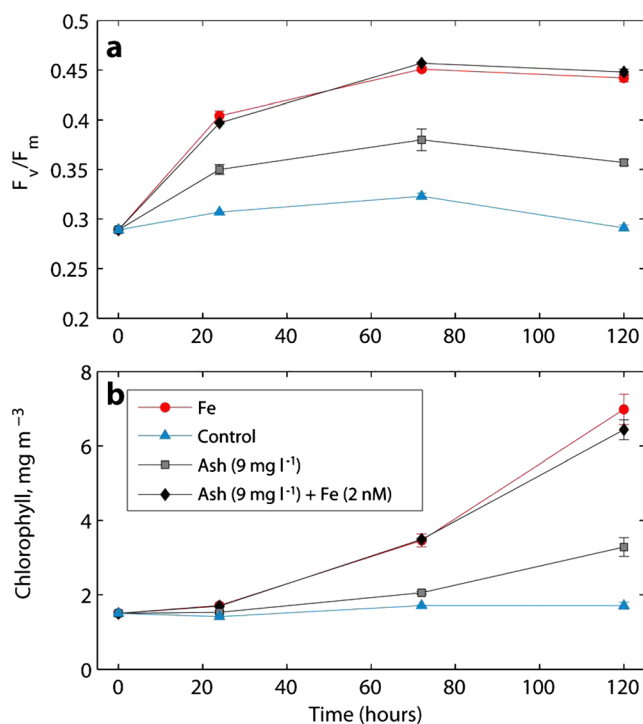 a
0.5
0.45
0.4
0.35
0.3
0.25
0.2
Fv/Fm
0 20 40 60 80 100 120
b
8
6
4
2
0
Chlorophyll, mg m⁻³
Fe
Control
Ash (9 mg l⁻¹)
Ash (9 mg l⁻¹) + Fe (2 nM)
0 20 40 60 80 100 120
Time (hours)